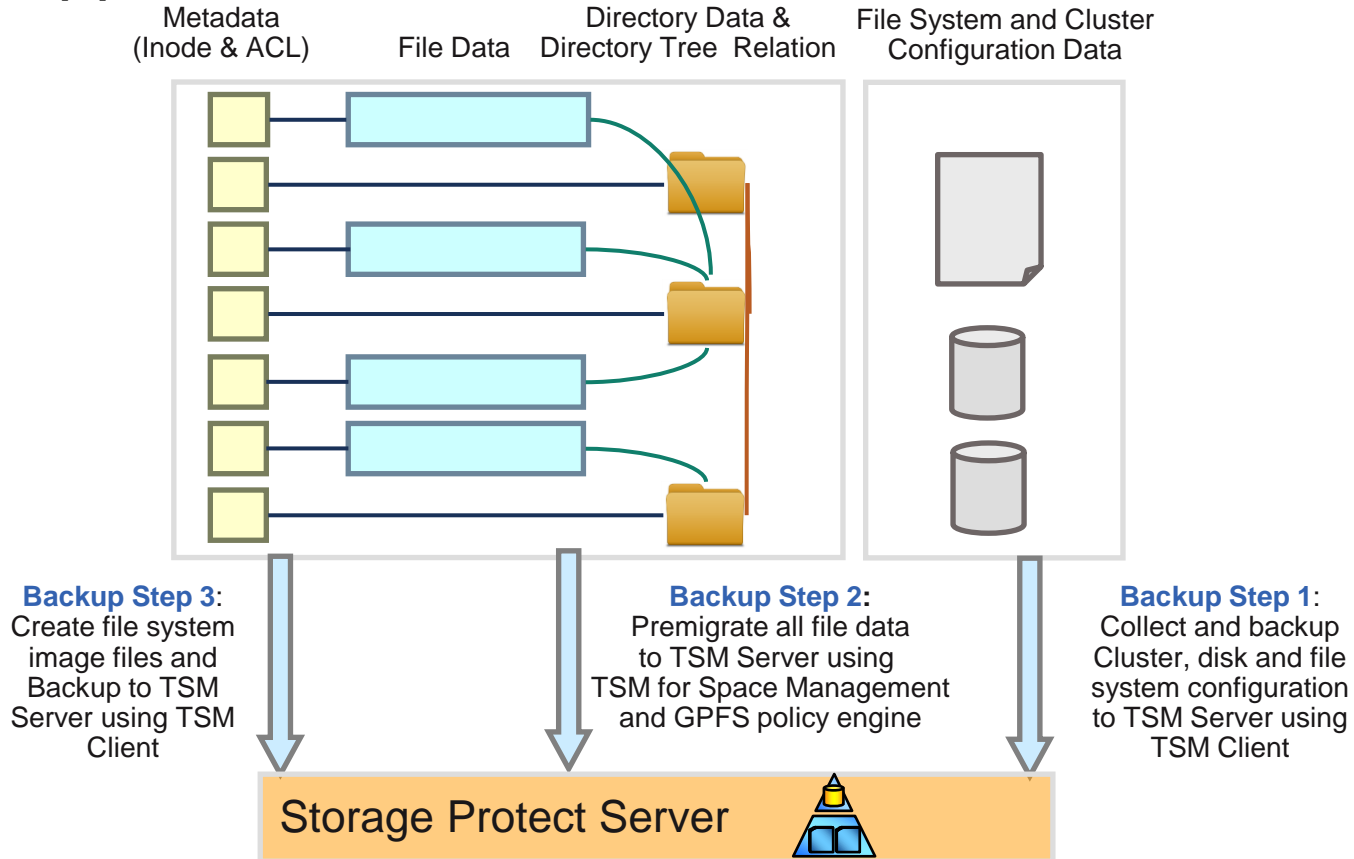 Metadata
(Inode & ACL)
File Data
Directory Data &
Directory Tree Relation
File System and Cluster
Configuration Data
Backup Step 3:
Create file system
image files and
Backup to TSM
Server using TSM
Client
Backup Step 2:
Premigrate all file data
to TSM Server using
TSM for Space Management
and GPFS policy engine
Backup Step 1:
Collect and backup
Cluster, disk and file
system configuration
to TSM Server using
TSM Client
Storage Protect Server